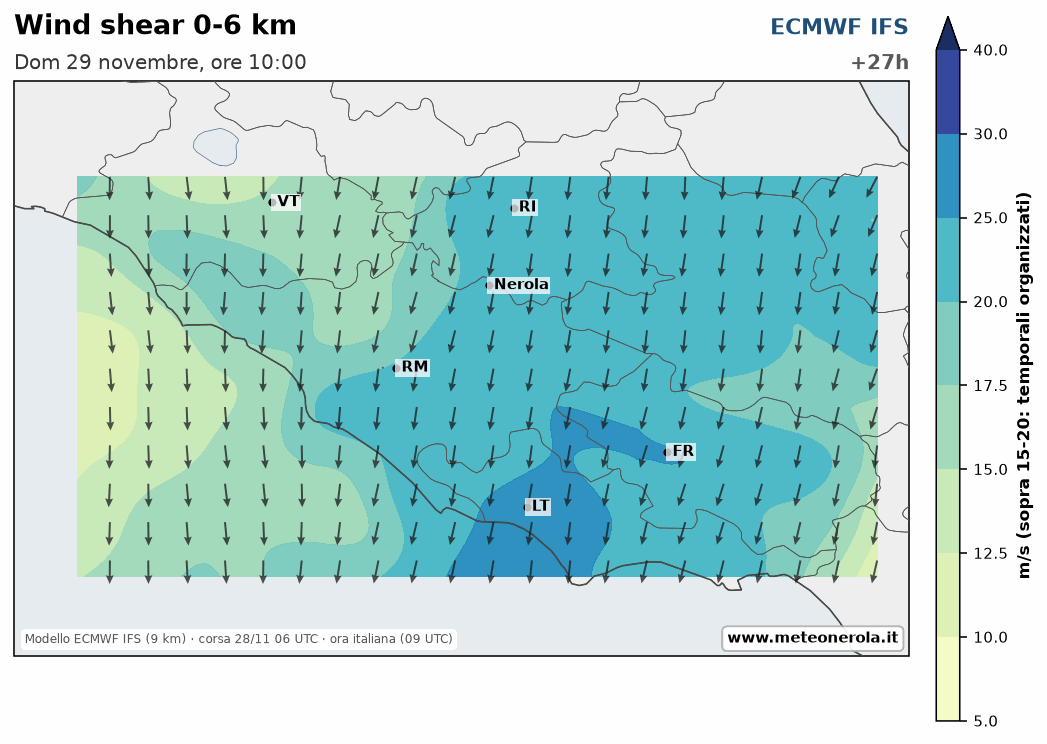 Wind shear 0-6 km
ECMWF IFS
Dom 29 novembre, ore 10:00
+27h
VT
RI
Nerola
RM
FR
LT
Modello ECMWF IFS (9 km) · corsa 28/11 06 UTC · ora italiana (09 UTC)
www.meteonerola.it
40.0
30.0
25.0
20.0
17.5
15.0
12.5
10.0
5.0
m/s (sopra 15-20: temporali organizzati)